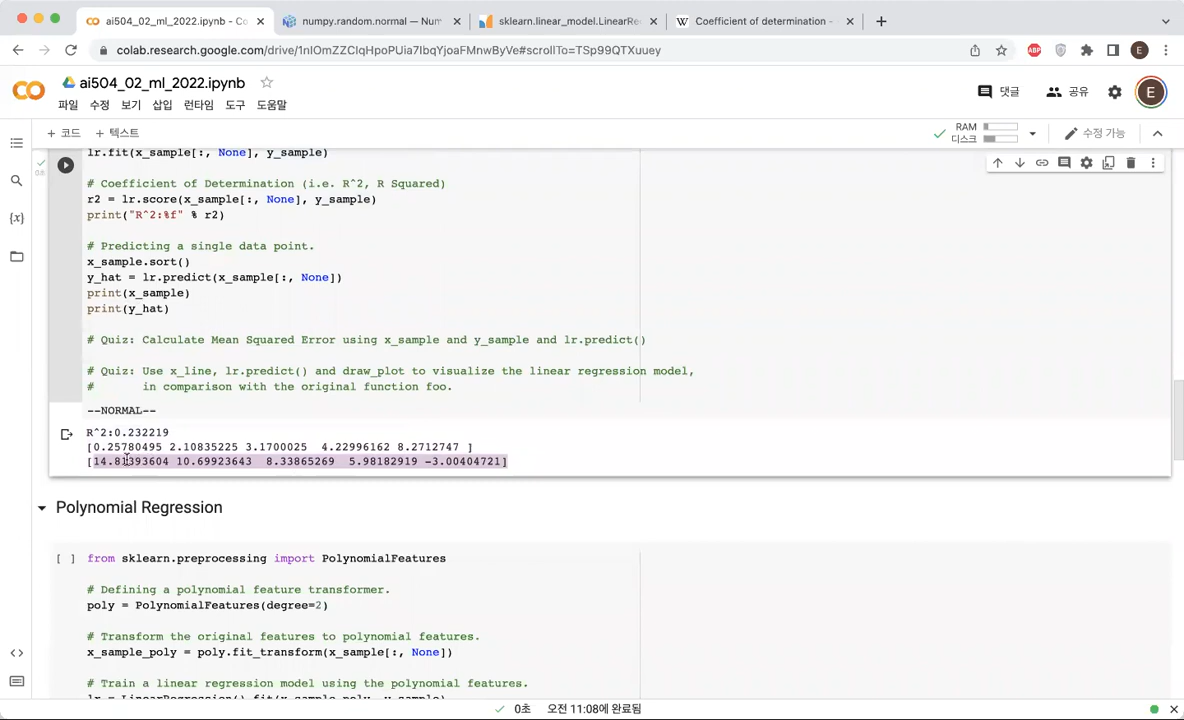 ai504_02_ml_2022.ipynb - Co
numpy.random.normal — Num
sklearn.linear_model.LinearRe
Coefficient of determination -
colab.research.google.com/drive/1nIOmZZCIqHpoPUia7IbqYjoaFMnwByVe#scrollTo=TSp99QTXuuey
ABP
E
ai504_02_ml_2022.ipynb
파일 수정 보기 삽입 런타임 도구 도움말
댓글
공유
E
+ 코드 + 텍스트
RAM
디스크
수정 가능
0초
lr.fit(x_sample[:, None], y_sample)
# Coefficient of Determination (i.e. R^2, R Squared)
r2 = lr.score(x_sample[:, None], y_sample)
print("R^2:%f" % r2)
# Predicting a single data point.
x_sample.sort()
y_hat = lr.predict(x_sample[:, None])
print(x_sample)
print(y_hat)
# Quiz: Calculate Mean Squared Error using x_sample and y_sample and lr.predict()
# Quiz: Use x_line, lr.predict() and draw_plot to visualize the linear regression model,
# in comparison with the original function foo.
--NORMAL--
R^2:0.232219
[0.25780495 2.10835225 3.1700025 4.22996162 8.2712747 ]
[14.81393604 10.69923643 8.33865269 5.98182919 -3.00404721]
Polynomial Regression
[ ] from sklearn.preprocessing import PolynomialFeatures
# Defining a polynomial feature transformer.
poly = PolynomialFeatures(degree=2)
# Transform the original features to polynomial features.
x_sample_poly = poly.fit_transform(x_sample[:, None])
# Train a linear regression model using the polynomial features.
lr = LinearRegression().fit(x_sample_poly, y_sample)
0초 오전 11:08에 완료됨